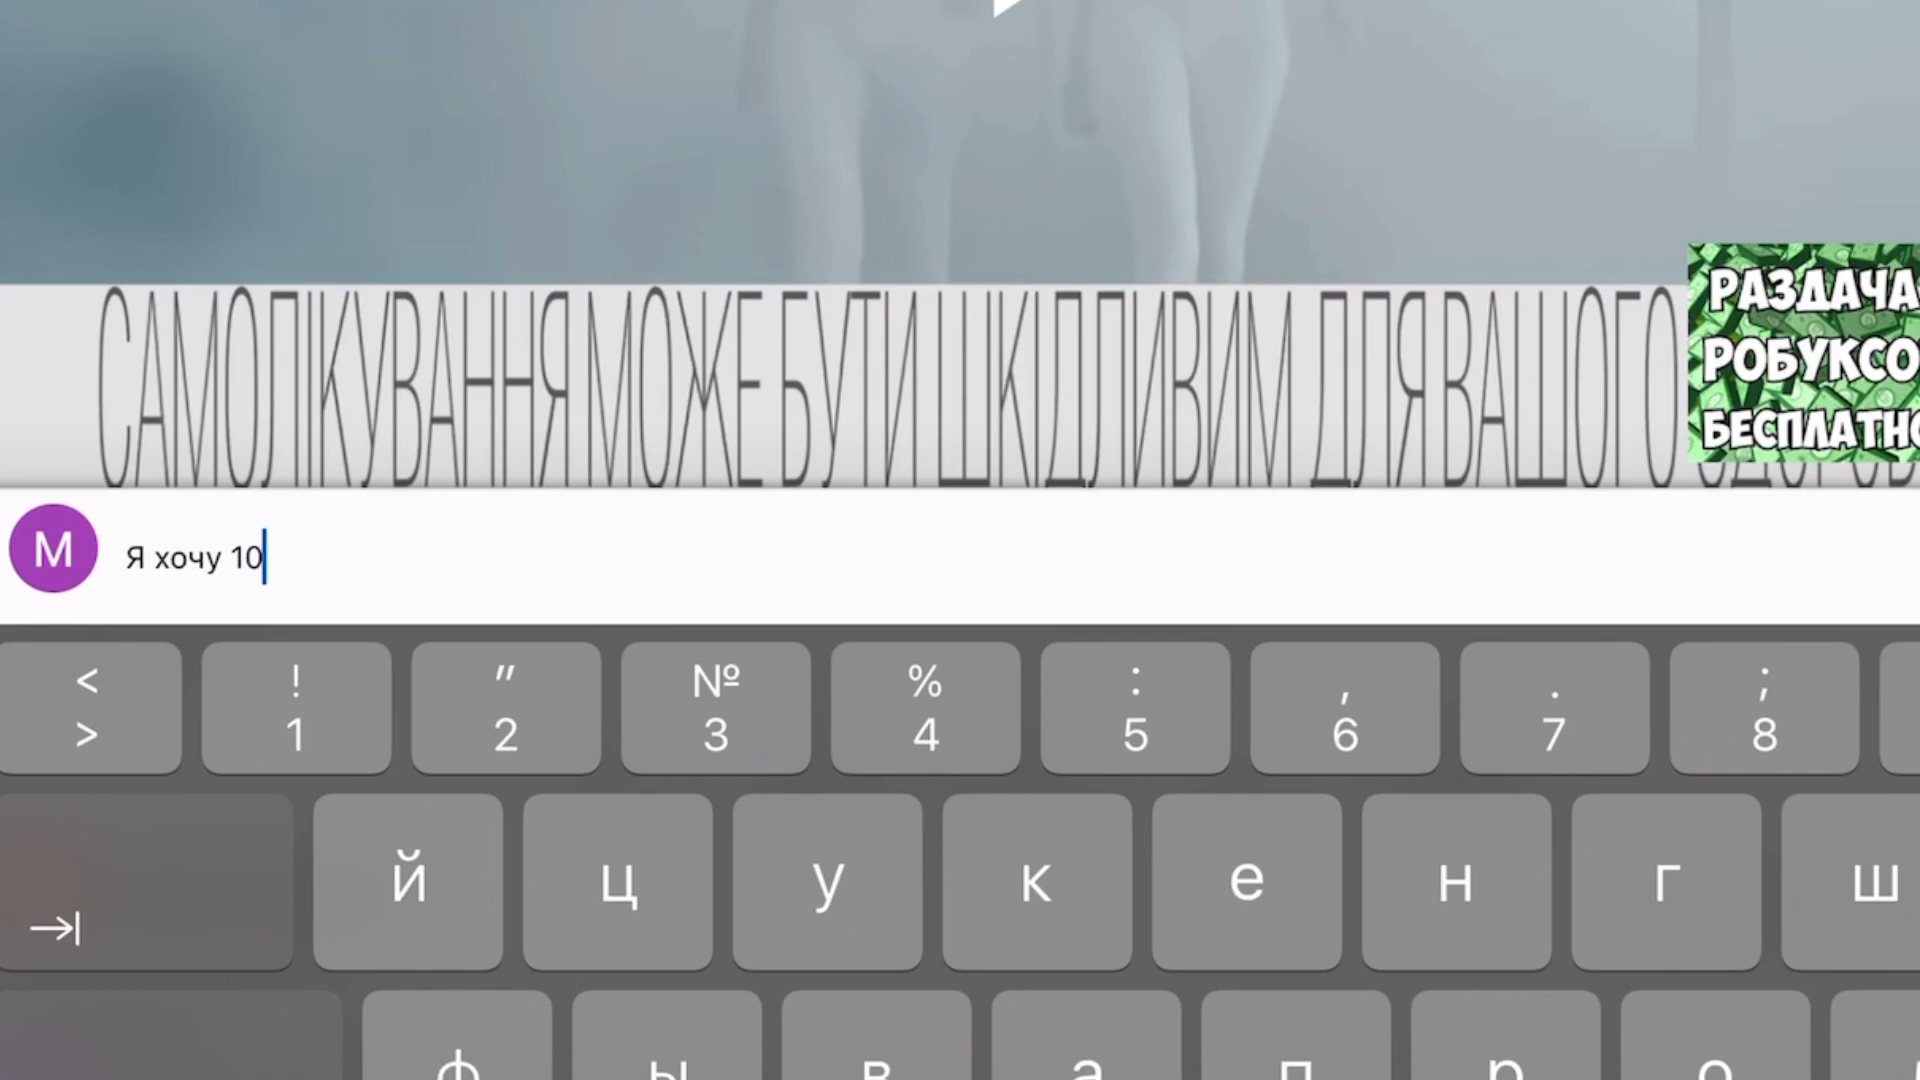 САМОЛІКУВАННЯ МОЖЕ БУТИ ШКІДЛИВИМ ДЛЯ ВАШОГО
РАЗДАЧА
РОБУКСО
БЕСПЛАТНО
М
Я хочу 10
< ! " № % : , . ;
> 1 2 3 4 5 6 7 8
й ц у к е н г ш
ф ы в а п р о